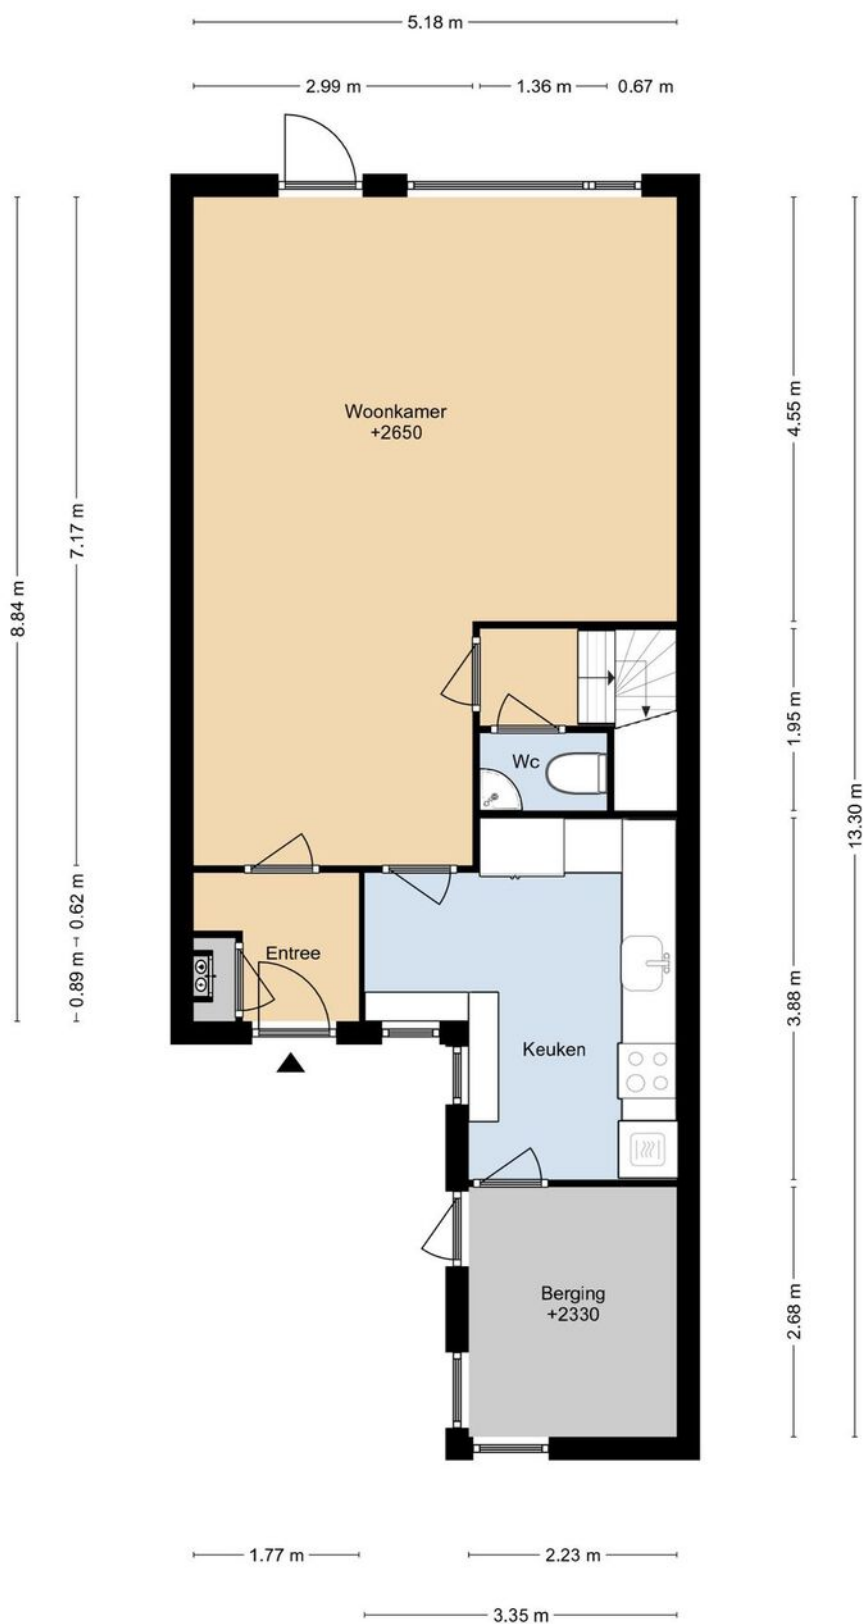 5.18 m
2.99 m
1.36 m
0.67 m
Woonkamer
+2650
4.55 m
7.17 m
8.84 m
1.95 m
Wc
13.30 m
0.62 m
0.89 m
Entree
3.88 m
Keuken
Berging
+2330
2.68 m
1.77 m
2.23 m
3.35 m